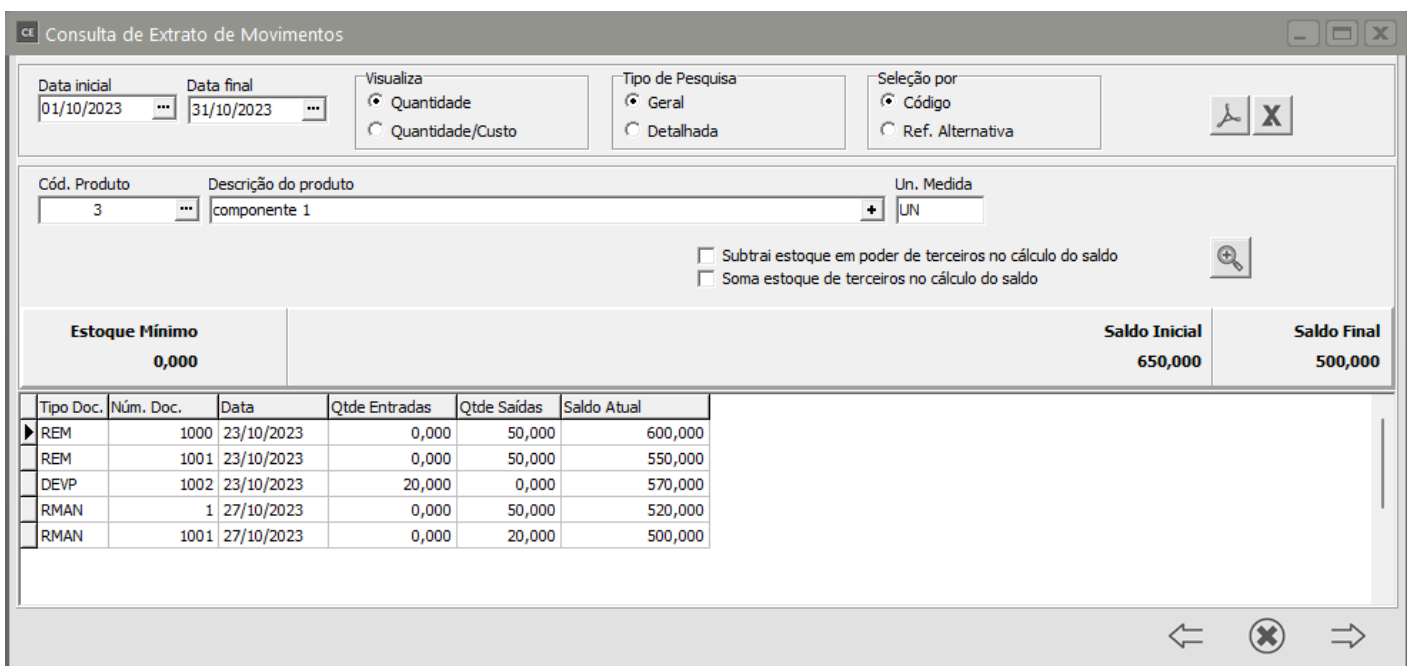 CE Consulta de Extrato de Movimentos
Data inicial Data final Visualiza Tipo de Pesquisa Seleção por
01/10/2023 ... 31/10/2023 ... Quantidade Geral Código
Quantidade/Custo Detalhada Ref. Alternativa
X
Cód. Produto Descrição do produto Un. Medida
3 ... componente 1 + UN
Subtrai estoque em poder de terceiros no cálculo do saldo
Soma estoque de terceiros no cálculo do saldo
Estoque Mínimo Saldo Inicial Saldo Final
0,000 650,000 500,000
Tipo Doc. Núm. Doc. Data Qtde Entradas Qtde Saídas Saldo Atual
REM 1000 23/10/2023 0,000 50,000 600,000
REM 1001 23/10/2023 0,000 50,000 550,000
DEVP 1002 23/10/2023 20,000 0,000 570,000
RMAN 1 27/10/2023 0,000 50,000 520,000
RMAN 1001 27/10/2023 0,000 20,000 500,000